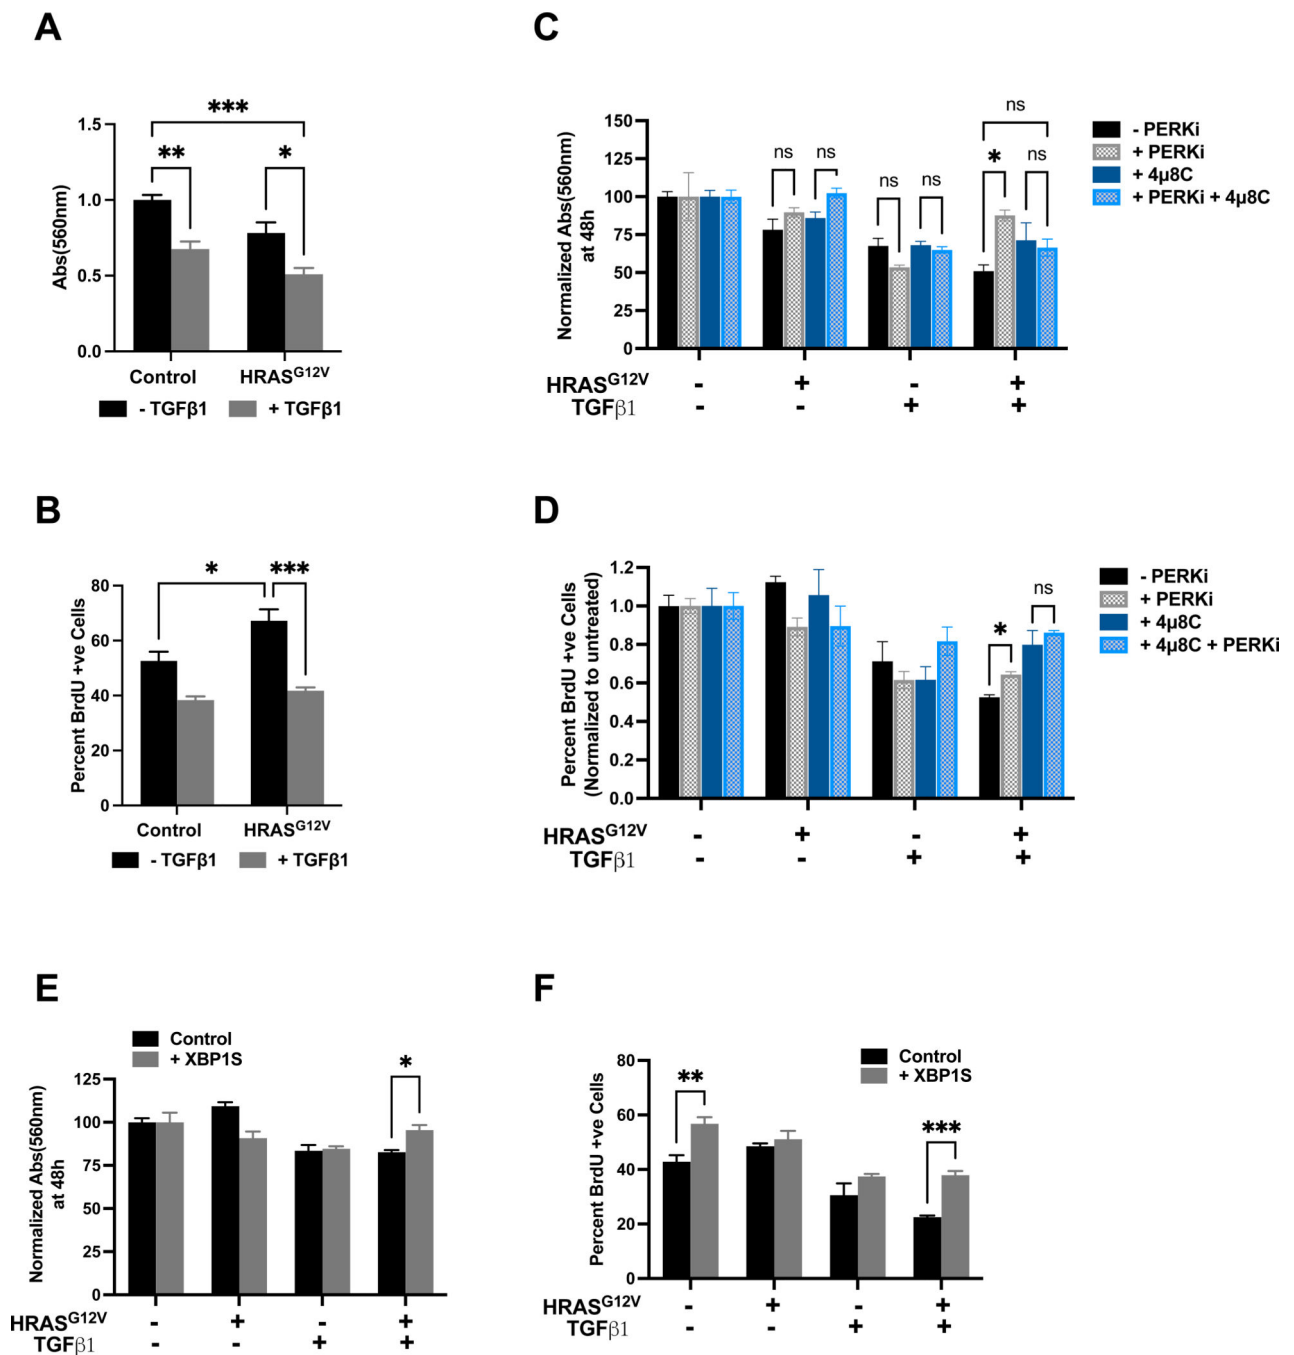 A
***
**
*
1.5
1.0
0.5
0.0
Abs(560nm)
Control
HRASG12V
- TGFβ1
+ TGFβ1
C
ns
ns
ns
ns
ns
*
ns
150
125
100
75
50
25
0
Normalized Abs(560nm)
at 48h
- PERKi
+ PERKi
+ 4μ8C
+ PERKi + 4μ8C
HRASG12V - + - +
TGFβ1 - - + +
B
*
***
80
60
40
20
0
Percent BrdU +ve Cells
Control
HRASG12V
- TGFβ1
+ TGFβ1
D
*
ns
1.2
1.0
0.8
0.6
0.4
0.2
0.0
Percent BrdU +ve Cells
(Normalized to untreated)
- PERKi
+ PERKi
+ 4μ8C
+ 4μ8C + PERKi
HRASG12V - + - +
TGFβ1 - - + +
E
Control
+ XBP1S
*
125
100
75
50
25
0
Normalized Abs(560nm)
at 48h
HRASG12V - + - +
TGFβ1 - - + +
F
Control
+ XBP1S
**
***
80
60
40
20
0
Percent BrdU +ve Cells
HRASG12V - + - +
TGFβ1 - - + +